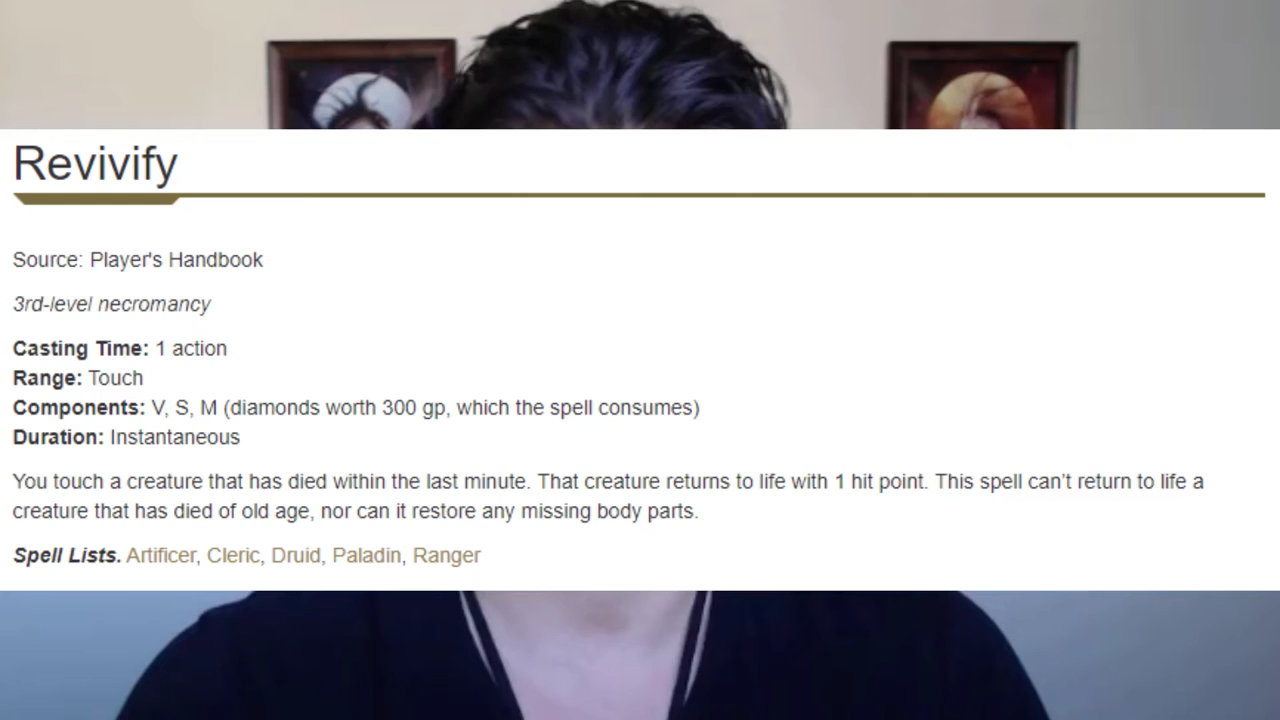 Revivify
Source: Player's Handbook
3rd-level necromancy
Casting Time: 1 action
Range: Touch
Components: V, S, M (diamonds worth 300 gp, which the spell consumes)
Duration: Instantaneous
You touch a creature that has died within the last minute. That creature returns to life with 1 hit point. This spell can't return to life a
creature that has died of old age, nor can it restore any missing body parts.
Spell Lists. Artificer, Cleric, Druid, Paladin, Ranger